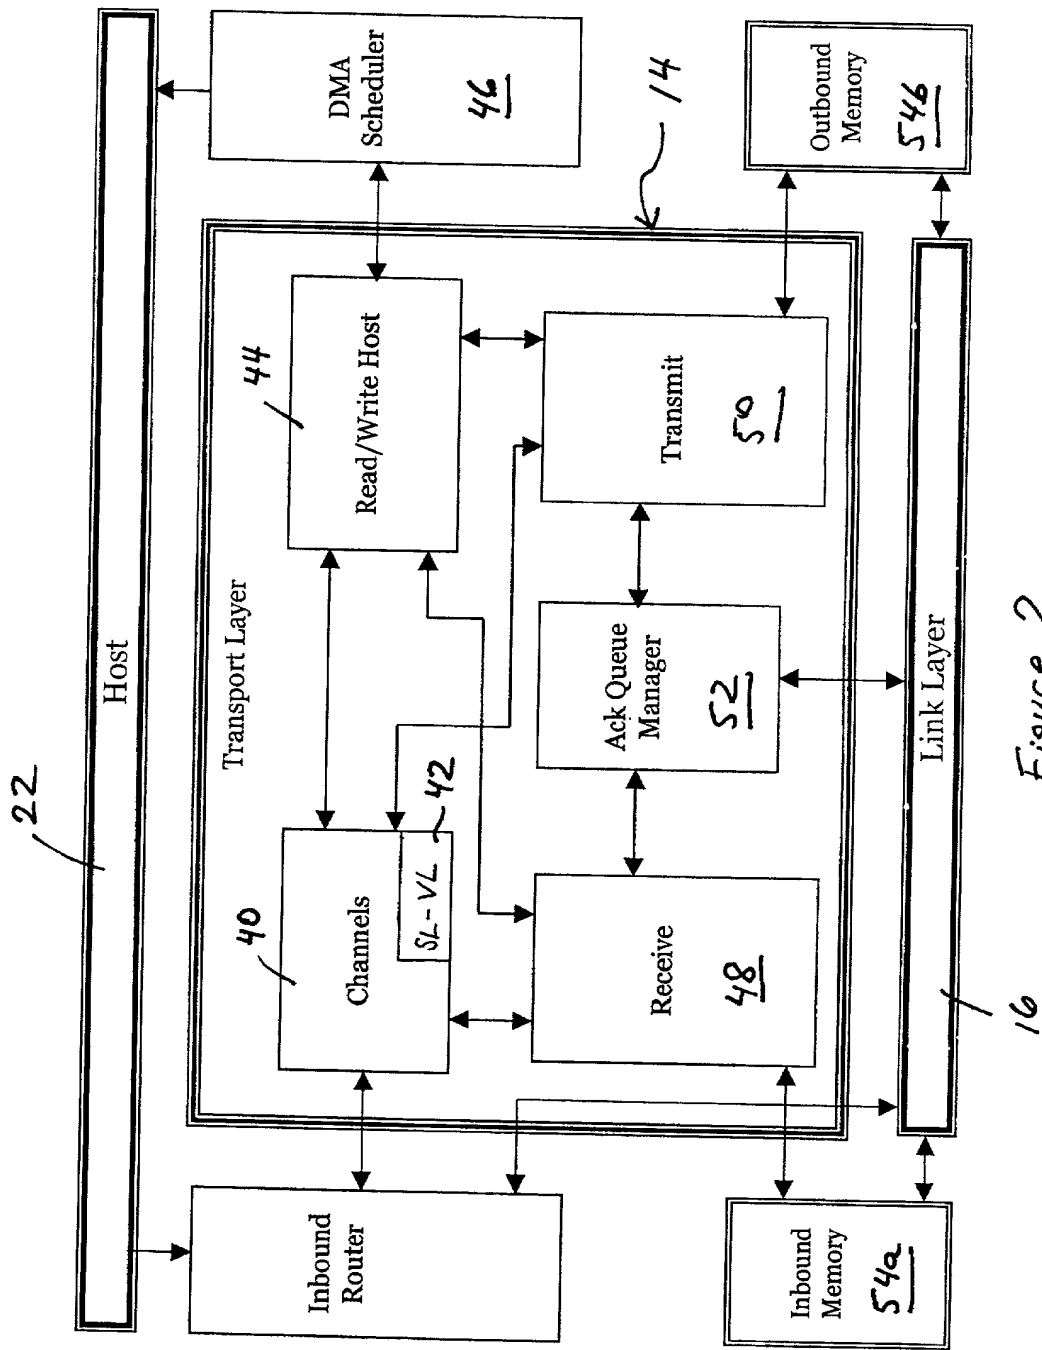 22
Host
DMA
Scheduler
46
14
Transport Layer
40
Channels
SL-VL
42
44
Read/Write Host
Inbound
Router
Receive
48
Ack Queue
Manager
52
Transmit
50
Inbound
Memory
54a
Link Layer
16
Outbound
Memory
54b
Figure 2